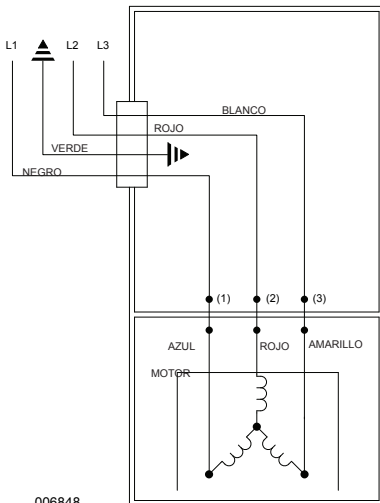 L1 L2 L3
BLANCO
ROJO
VERDE
NEGRO
(1) (2) (3)
AZUL ROJO AMARILLO
MOTOR
006848